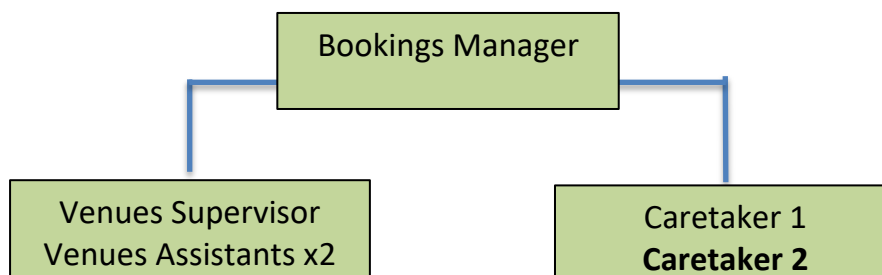 Bookings Manager
Venues Supervisor
Venues Assistants x2
Caretaker 1
Caretaker 2